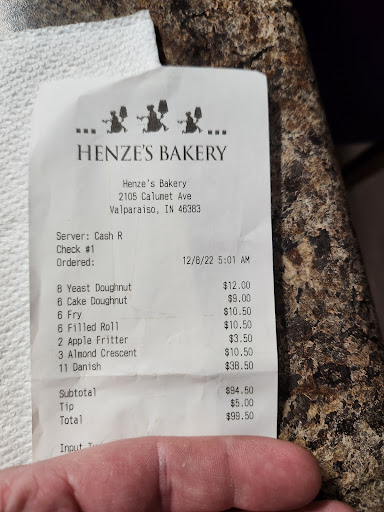 HENZE'S BAKERY
Henze's Bakery
2105 Calumet Ave
Valparaiso, IN 46383
Server: Cash R
Check #1
Ordered: 12/8/22 5:01 AM
8 Yeast Doughnut $12.00
6 Cake Doughnut $9.00
6 Fry $10.50
6 Filled Roll $10.50
2 Apple Fritter $3.50
3 Almond Crescent $10.50
11 Danish $38.50
Subtotal $94.50
Tip $5.00
Total $99.50
Input